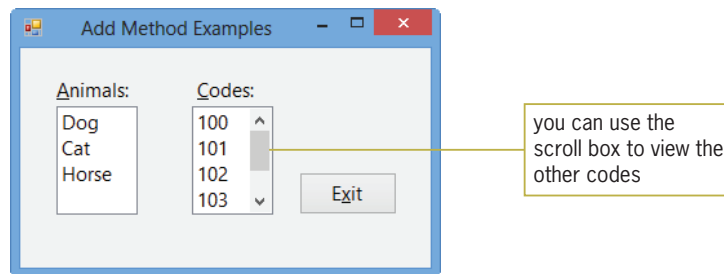 Add Method Examples
Animals:
Dog
Cat
Horse
Codes:
100
101
102
103
Exit
you can use the
scroll box to view the
other codes